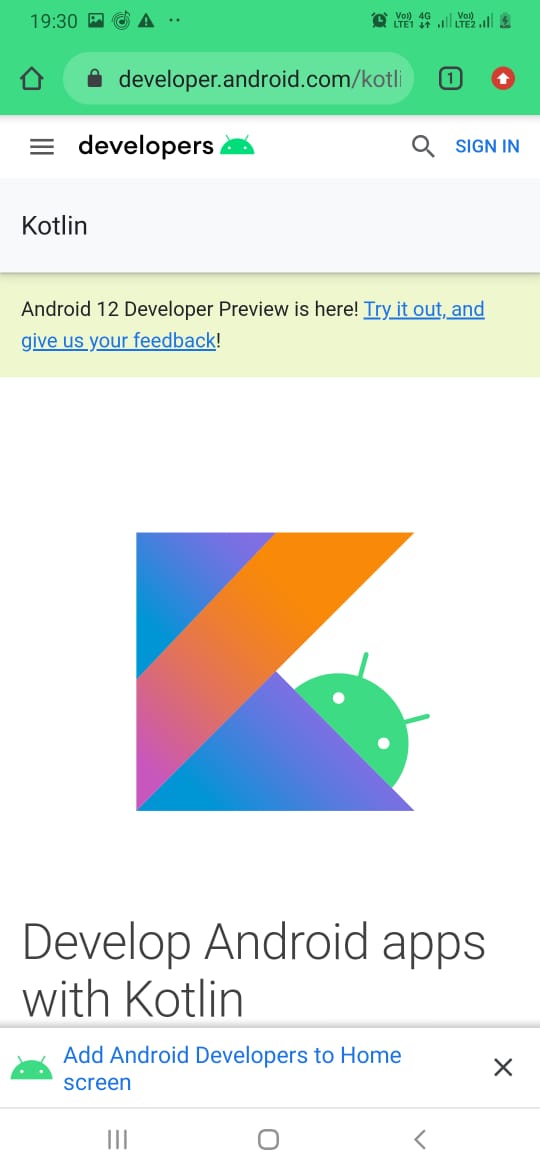 19:30 Vo) 4G Vo)
LTE1 LTE2
developer.android.com/kotli 1
developers SIGN IN
Kotlin
Android 12 Developer Preview is here! Try it out, and
give us your feedback!
Develop Android apps
with Kotlin
Add Android Developers to Home
screen